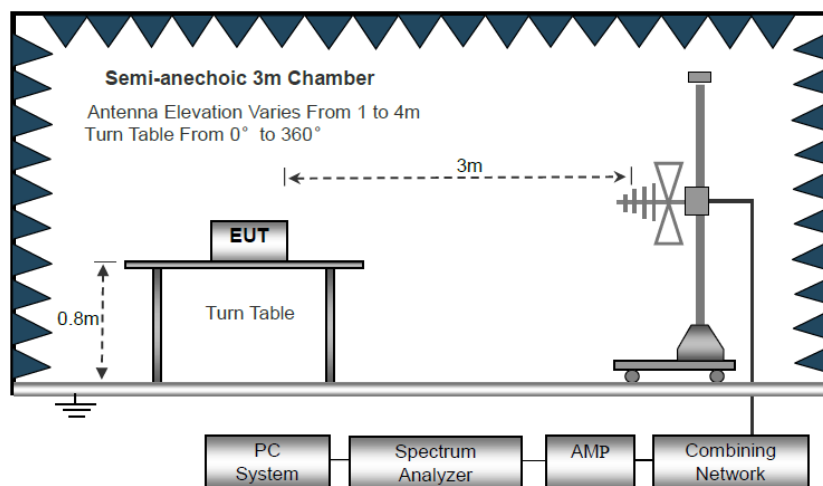 Semi-anechoic 3m Chamber
Antenna Elevation Varies From 1 to 4m
Turn Table From 0° to 360°
3m
EUT
0.8m
Turn Table
PC
System
Spectrum
Analyzer
AMP
Combining
Network